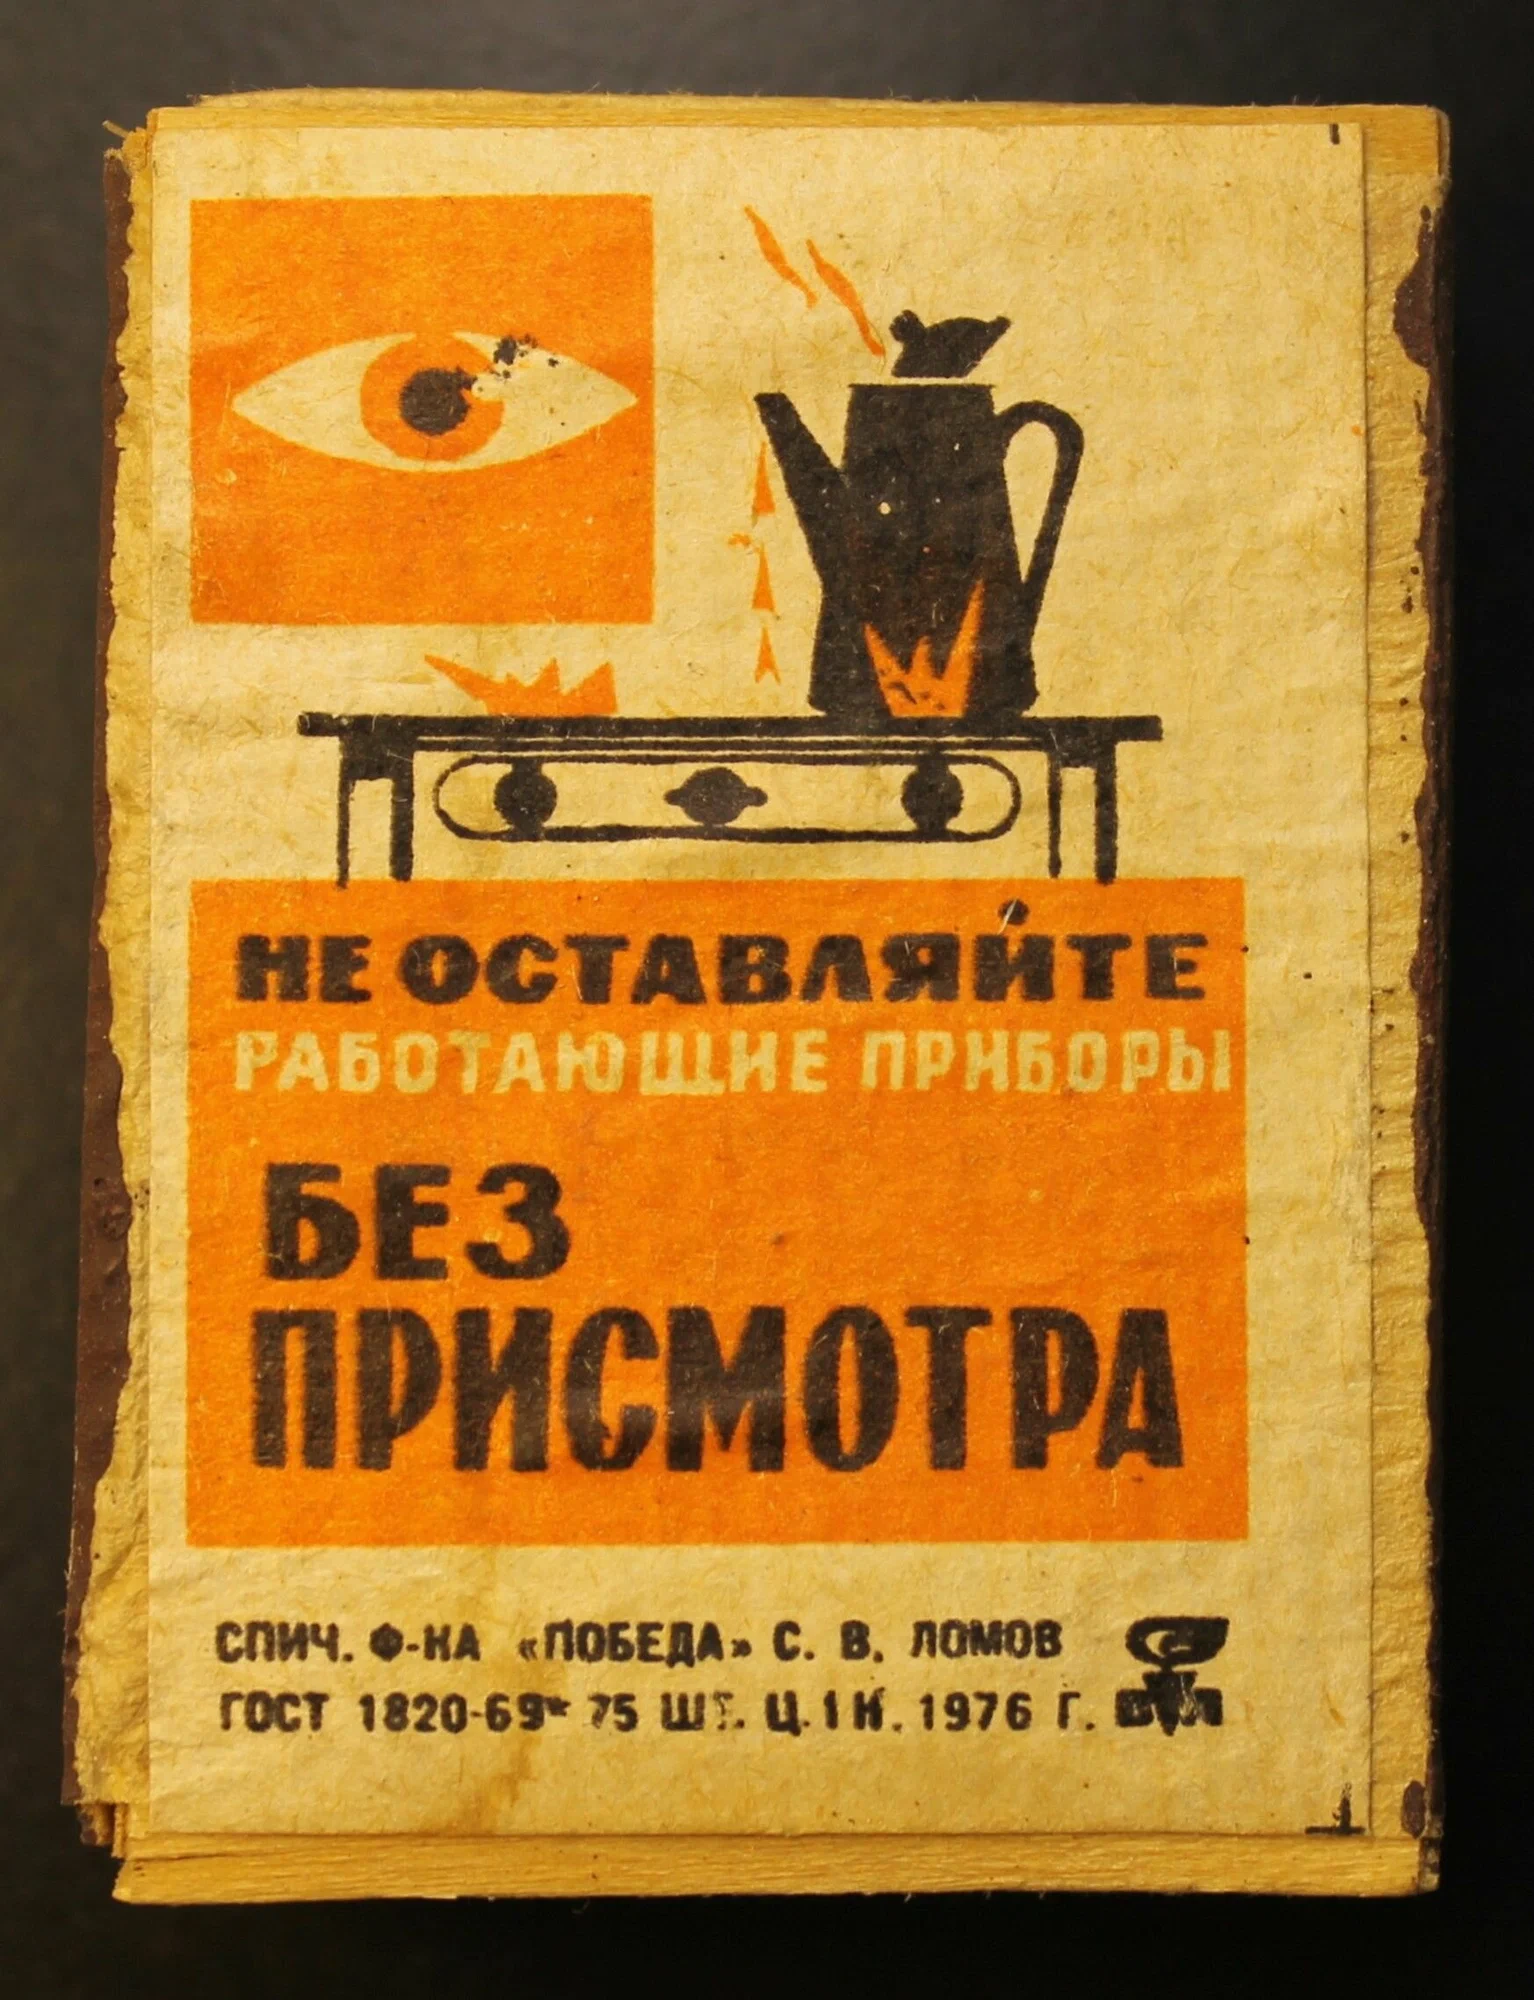 НЕ ОСТАВЛЯЙТЕ
РАБОТАЮЩИЕ ПРИБОРЫ
БЕЗ
ПРИСМОТРА
СПИЧ. Ф-КА «ПОБЕДА» С. В. ЛОМОВ
ГОСТ 1820-69* 75 ШТ. Ц. 1 К. 1976 Г.